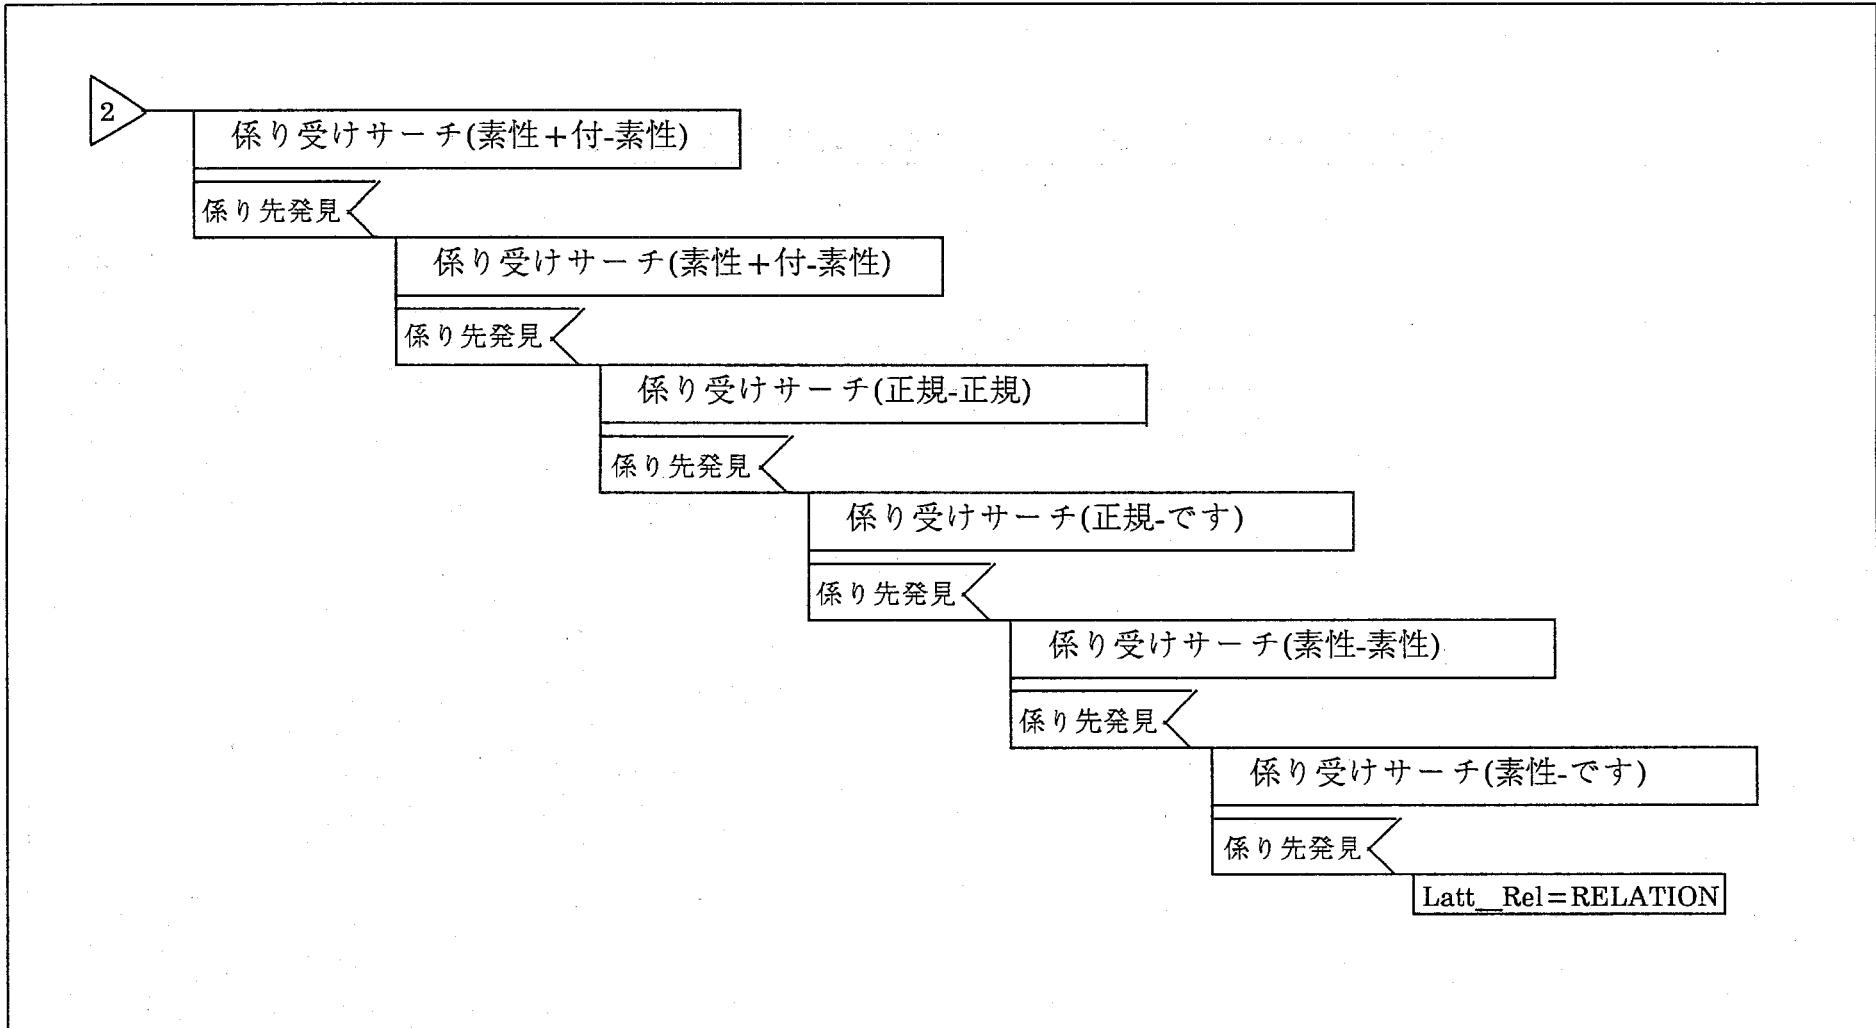 2
係り受けサーチ(素性+付-素性)
係り先発見
係り受けサーチ(素性+付-素性)
係り先発見
係り受けサーチ(正規-正規)
係り先発見
係り受けサーチ(正規-です)
係り先発見
係り受けサーチ(素性-素性)
係り先発見
係り受けサーチ(素性-です)
係り先発見
Latt__Rel=RELATION